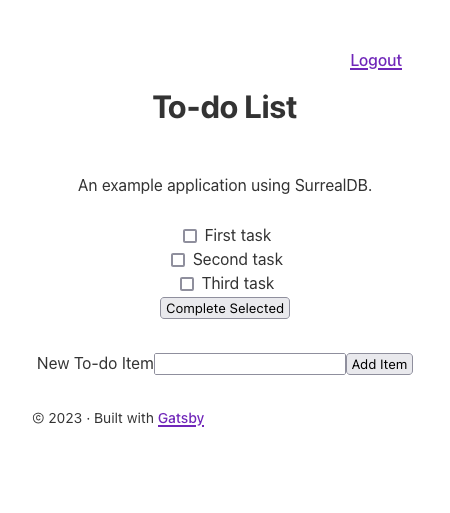 Logout
To-do List
An example application using SurrealDB.
First task
Second task
Third task
Complete Selected
New To-do Item Add Item
© 2023 · Built with Gatsby